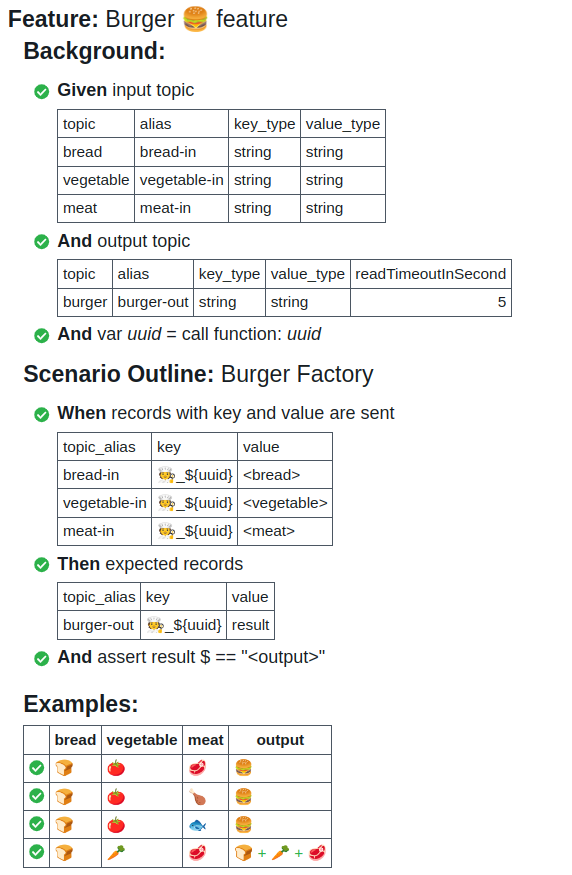 Feature: Burger 🍔 feature
Background:
Given input topic
topic alias key_type value_type
bread bread-in string string
vegetable vegetable-in string string
meat meat-in string string
And output topic
topic alias key_type value_type readTimeoutInSecond
burger burger-out string string 5
And var uuid = call function: uuid
Scenario Outline: Burger Factory
When records with key and value are sent
topic_alias key value
bread-in 🧑‍🍳_${uuid} <bread>
vegetable-in 🧑‍🍳_${uuid} <vegetable>
meat-in 🧑‍🍳_${uuid} <meat>
Then expected records
topic_alias key value
burger-out 🧑‍🍳_${uuid} result
And assert result $ == "<output>"
Examples:
bread vegetable meat output
🍞 🍅 🥩 🍔
🍞 🍅 🍗 🍔
🍞 🍅 🐟 🍔
🍞 🥕 🥩 🍞 + 🥕 + 🥩